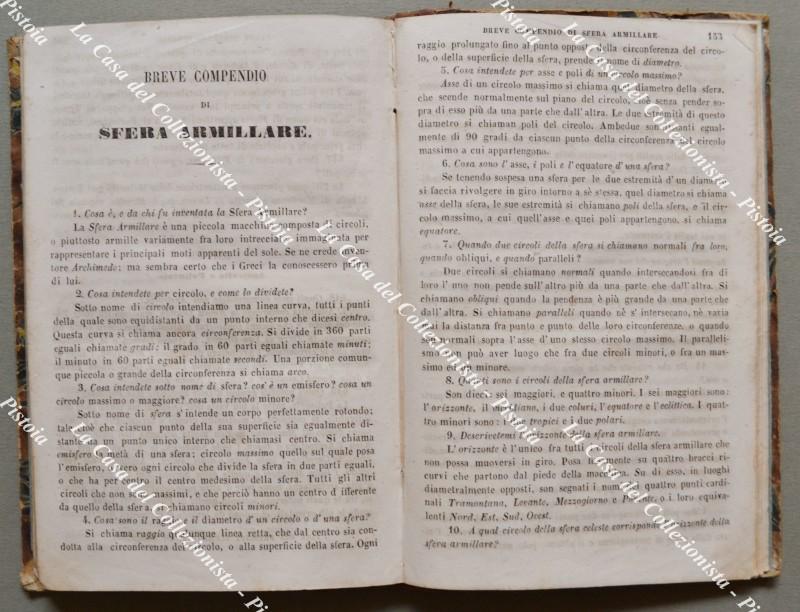 BREVE COMPENDIO
DI
SFERA ARMILLARE.
1. Cosa è, e da chi fu inventata la Sfera Armillare?
La Sfera Armillare è una piccola macchina composta di circoli,
o piuttosto armille variamente fra loro intrecciate immaginata per
rappresentare i principali moti apparenti del sole. Se ne crede inven-
tore Archimede; ma sembra certo che i Greci la conoscessero prima
di lui.
2. Cosa intendete per circolo, e come lo dividete?
Sotto nome di circolo intendiamo una linea curva, tutti i punti
della quale sono equidistanti da un punto interno che dicesi centro.
Questa curva si chiama ancora circonferenza. Si divide in 360 parti
eguali chiamate gradi; il grado in 60 parti eguali chiamate minuti;
il minuto in 60 parti eguali chiamate secondi. Una porzione comun-
que piccola o grande della circonferenza si chiama arco.
3. Cosa intendete sotto nome di sfera? cos' è un emisfero? cosa un
circolo massimo o maggiore? cosa un circolo minore?
Sotto nome di sfera s' intende un corpo perfettamente rotondo;
tale cioè che ciascun punto della sua superficie sia egualmente di-
stante da un punto unico interno che chiamasi centro. Si chiama
emisfero la metà di una sfera; circolo massimo quello sul quale posa
l'emisfero, ossero ogni circolo che divide la sfera in due parti eguali,
o che ha per centro il centro medesimo della sfera. Tutti gli altri
circoli che non son massimi, e che perciò hanno un centro d ifferente
da quello della sfera si chiamano circoli minori.
4. Cosa sono il raggio e il diametro d' un circolo o d' una sfera?
Si chiama raggio qualunque linea retta, che dal centro sia con-
dotta alla circonferenza del circolo, o alla superficie della sfera. Ogni
BREVE COMPENDIO DI SFERA ARMILLARE 153
raggio prolungato fino al punto opposto della circonferenza del circo-
lo, o della superficie della sfera, prende il nome di diametro.
5. Cosa intendete per asse e poli di un circolo massimo?
Asse di un circolo massimo si chiama quel diametro della sfera,
che scende normalmente sul piano del circolo, cioè senza pender so-
pra di esso più da una parte che dall'altra. Le due estremità di questo
diametro si chiaman poli del circolo. Ambedue son distanti egual-
mente di 90 gradi da ciascun punto della circonferenza del circolo
massimo a cui appartengono.
6. Cosa sono l'asse, i poli e l'equatore d'una sfera?
Se tenendo sospesa una sfera per le due estremità d' un diametro
si faccia rivolgere in giro intorno a sè stessa, quel diametro si chiama
asse della sfera, le sue estremità si chiamano poli della sfera, e il cir-
colo massimo, a cui quell'asse e quei poli appartengono, si chiama
equatore.
7. Quando due circoli della sfera si chiamano normali fra loro,
quando obliqui, e quando paralleli?
Due circoli si chiamano normali quando intersecandosi fra di
loro l' uno non pende sull'altro più da una parte che dall'altra. Si
chiamano obliqui quando la pendenza è più grande da una parte che
dall'altra. Si chiamano paralleli quando nè s' intersecano, nè varia
mai la distanza fra punto e punto delle loro circonferenze, o quando
son normali sopra l'asse d' uno stesso circolo massimo. Il paralleli-
smo non può aver luogo che fra due circoli minori, o fra un mas-
simo ed un minore.
8. Quanti sono i circoli della sfera armillare?
Son dieci: sei maggiori, e quattro minori. I sei maggiori sono:
l'orizzonte, il meridiano, i due coluri, l'equatore e l'eclittica. I quat-
tro minori sono: i due tropici e i due polari.
9. Descrivetemi l'orizzonte della sfera armillare.
L' orizzonte è l'unico fra tutti i circoli della sfera armillare che
non possa muoversi in giro. Posa fissamente su quattro bracci ri-
curvi che partono dal piede della macchina. Su di esso, in luoghi
diametralmente opposti, son segnati i nomi dei quattro punti cardi-
nali Tramontana, Levante, Mezzogiorno e Ponente, o i loro equiva-
lenti Nord, Est, Sud, Ovest.
10. A qual circolo della sfera celeste corrisponde l'orizzonte della
sfera armillare?
La Casa del Collezionista - Pistoia